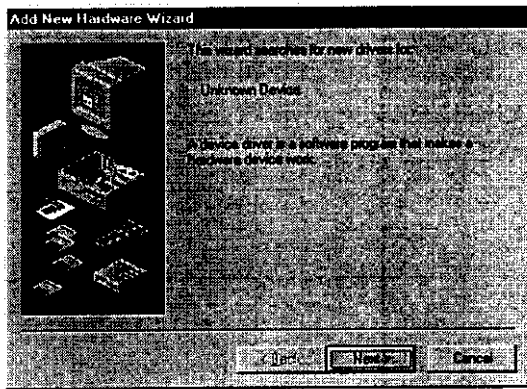 Add New Hardware Wizard
This wizard searches for new drivers for:
Unknown Device
A device driver is a software program that makes a
hardware device work.
< Back
Next >
Cancel